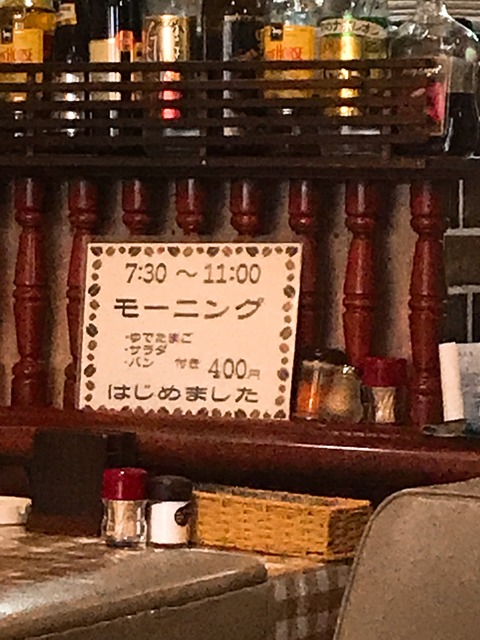 7:30 ～ 11:00
モーニング
・ゆでたまご
・サラダ
・パン 付き 400円
はじめました